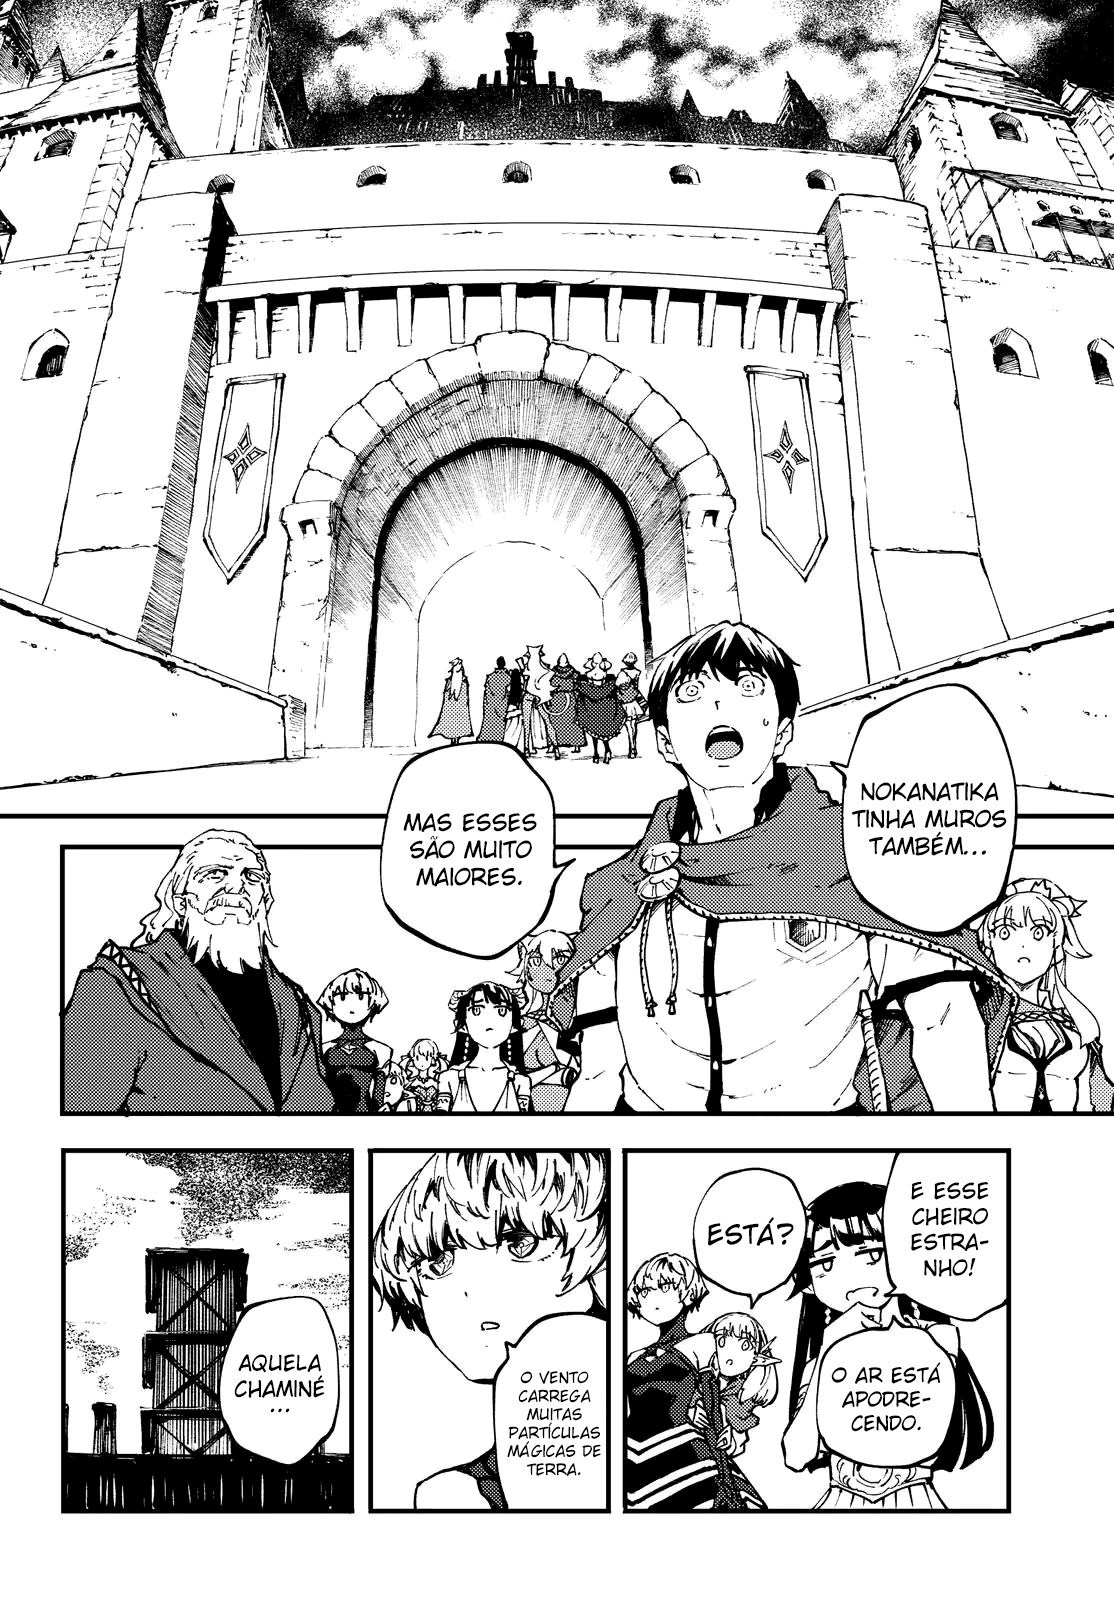 NOKANATIKA
TINHA MUROS
TAMBÉM...
MAS ESSES
SÃO MUITO
MAIORES.
E ESSE
CHEIRO
ESTRA-
NHO!
ESTÁ?
O AR ESTÁ
APODRE-
CENDO.
O VENTO
CARREGA
MUITAS
PARTÍCULAS
MÁGICAS DE
TERRA.
AQUELA
CHAMINÉ
...